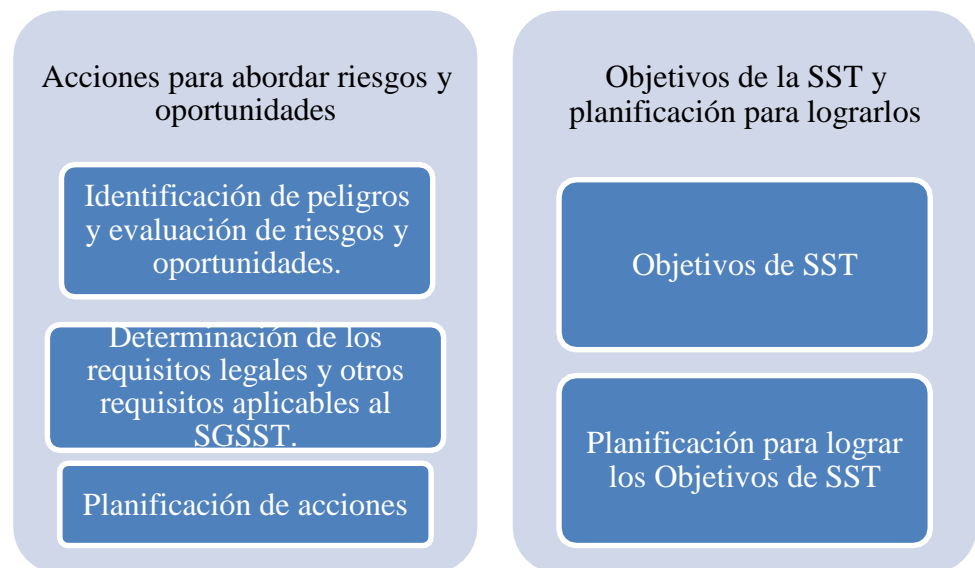 Acciones para abordar riesgos y
oportunidades
Identificación de peligros
y evaluación de riesgos y
oportunidades.
Determinación de los
requisitos legales y otros
requisitos aplicables al
SGSST.
Planificación de acciones
Objetivos de la SST y
planificación para lograrlos
Objetivos de SST
Planificación para lograr
los Objetivos de SST